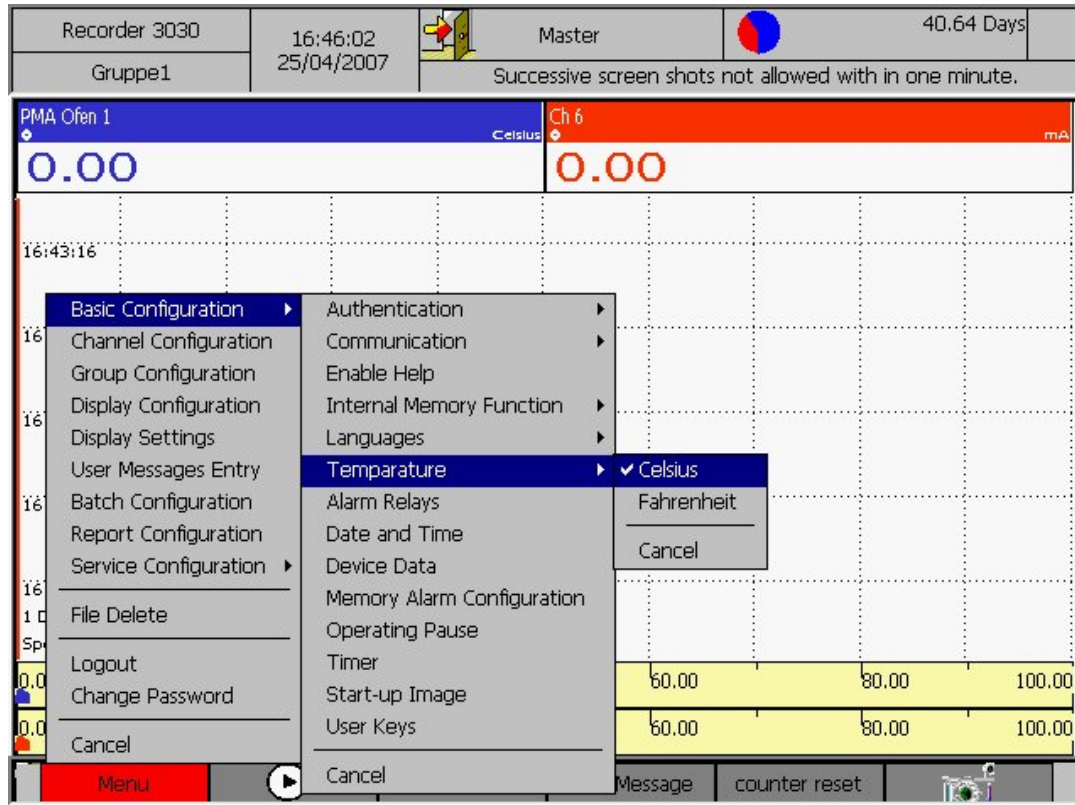 Recorder 3030
16:46:02
Master
40.64 Days
Gruppe1
25/04/2007
Successive screen shots not allowed with in one minute.
PMA Ofen 1
Celsius
Ch 6
mA
0.00
0.00
16:43:16
Basic Configuration
Channel Configuration
Group Configuration
Display Configuration
Display Settings
User Messages Entry
Batch Configuration
Report Configuration
Service Configuration
File Delete
Logout
Change Password
Cancel
Authentication
Communication
Enable Help
Internal Memory Function
Languages
Temparature
Alarm Relays
Date and Time
Device Data
Memory Alarm Configuration
Operating Pause
Timer
Start-up Image
User Keys
Cancel
Celsius
Fahrenheit
Cancel
16
16
16
16
60.00 80.00 100.00
60.00 80.00 100.00
Menu
Message
counter reset